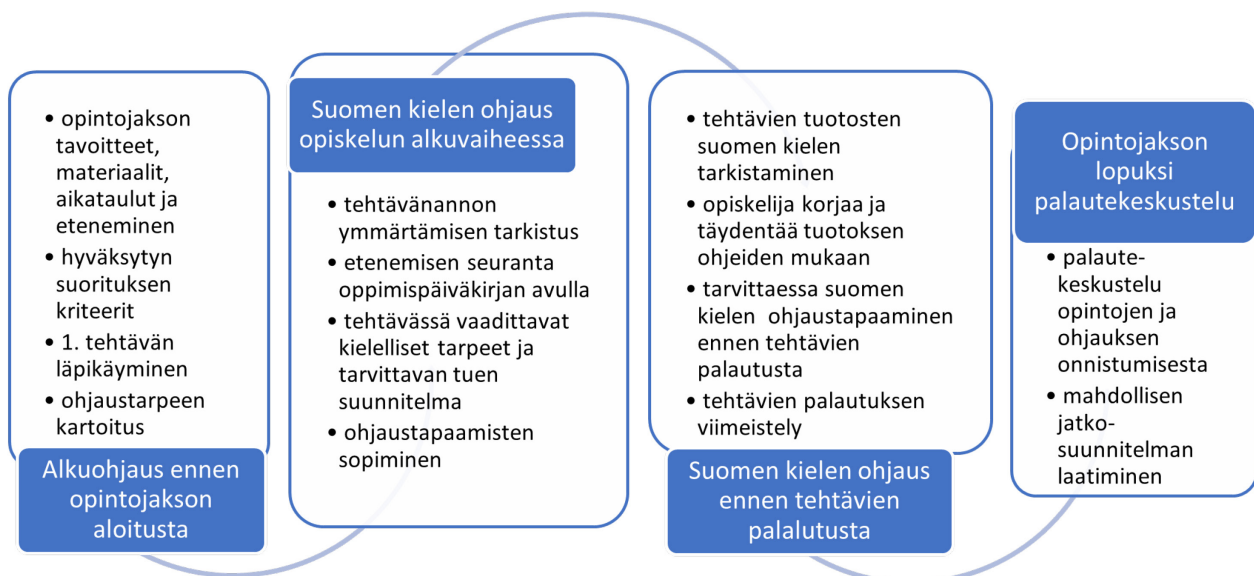 • opintojakson
tavoitteet,
materiaalit,
aikataulut ja
eteneminen
• hyväksytyn
suorituksen
kriteerit
• 1. tehtävän
läpikäyminen
• ohjaustarpeen
kartoitus
Alkuohjaus ennen
opintojakson
aloitusta
Suomen kielen ohjaus
opiskelun alkuvaiheessa
• tehtävänannon
ymmärtämisen tarkistus
• etenemisen seuranta
oppimispäiväkirjan avulla
• tehtävässä vaadittavat
kielelliset tarpeet ja
tarvittavan tuen
suunnitelma
• ohjaustapaamisten
sopiminen
• tehtävien tuotosten
suomen kielen
tarkistaminen
• opiskelija korjaa ja
täydentää tuotoksen
ohjeiden mukaan
• tarvittaessa suomen
kielen ohjaustapaaminen
ennen tehtävien
palautusta
• tehtävien palautuksen
viimeistely
Suomen kielen ohjaus
ennen tehtävien
palalutusta
Opintojakson
lopuksi
palautekeskustelu
• palaute-
keskustelu
opintojen ja
ohjauksen
onnistumisesta
• mahdollisen
jatko-
suunnitelman
laatiminen